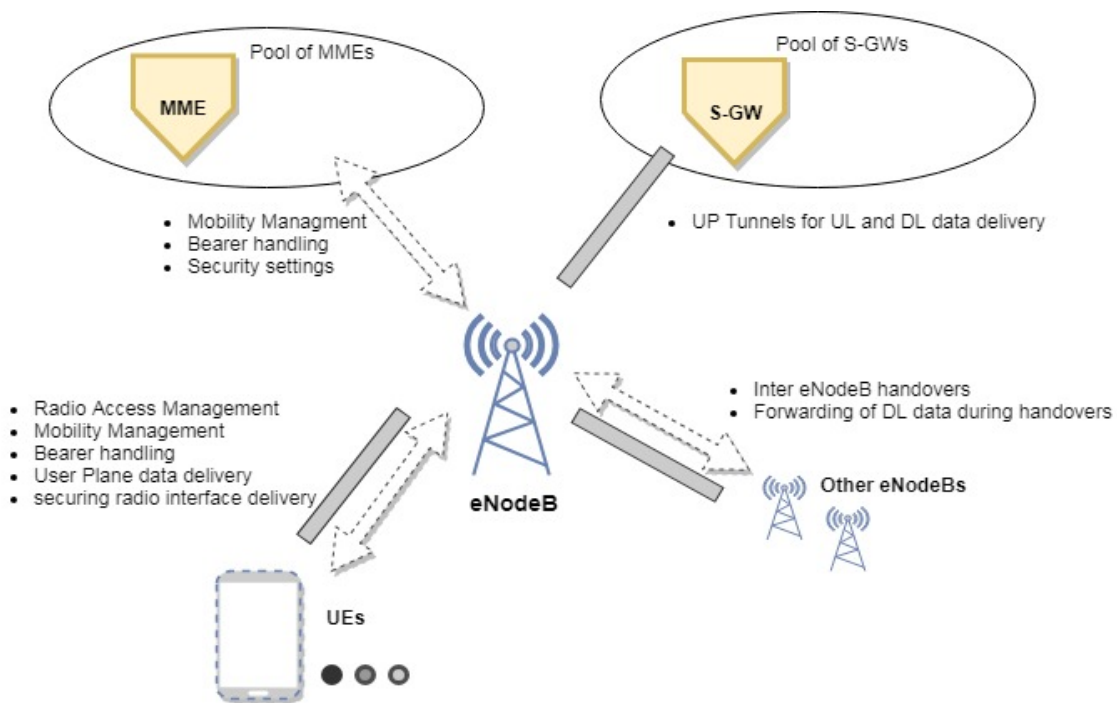 Pool of MMEs
MME
Pool of S-GWs
S-GW
• Mobility Managment
• Bearer handling
• Security settings
• UP Tunnels for UL and DL data delivery
• Radio Access Management
• Mobility Management
• Bearer handling
• User Plane data delivery
• securing radio interface delivery
eNodeB
• Inter eNodeB handovers
• Forwarding of DL data during handovers
Other eNodeBs
UEs